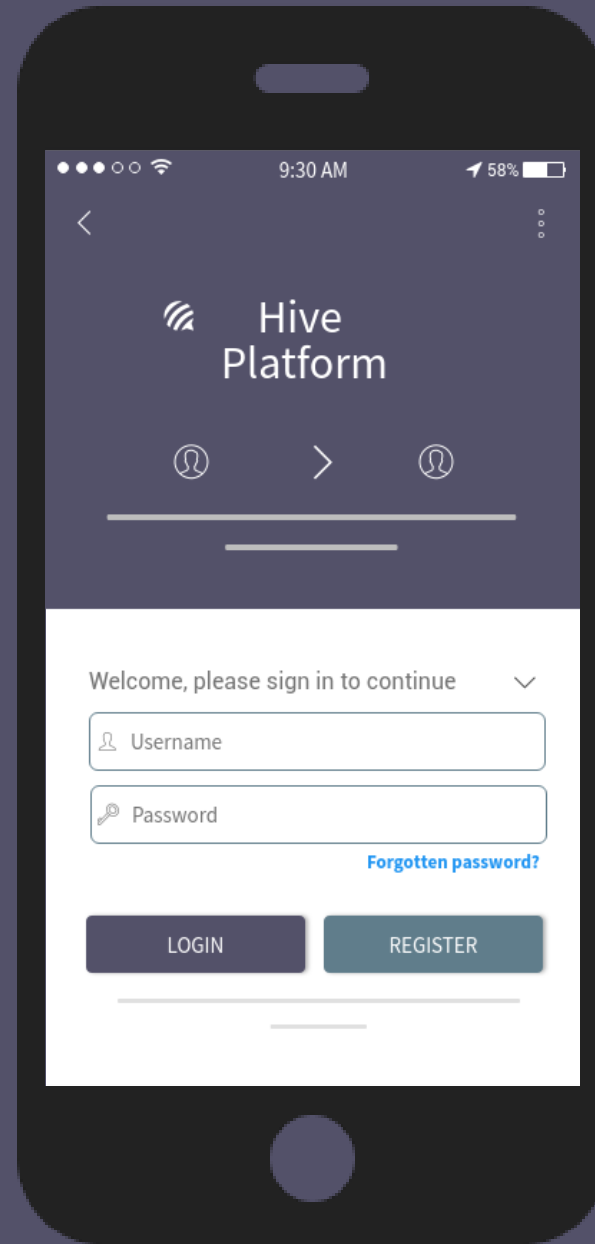 9:30 AM 58%
Hive
Platform
Welcome, please sign in to continue
Username
Password
Forgotten password?
LOGIN REGISTER